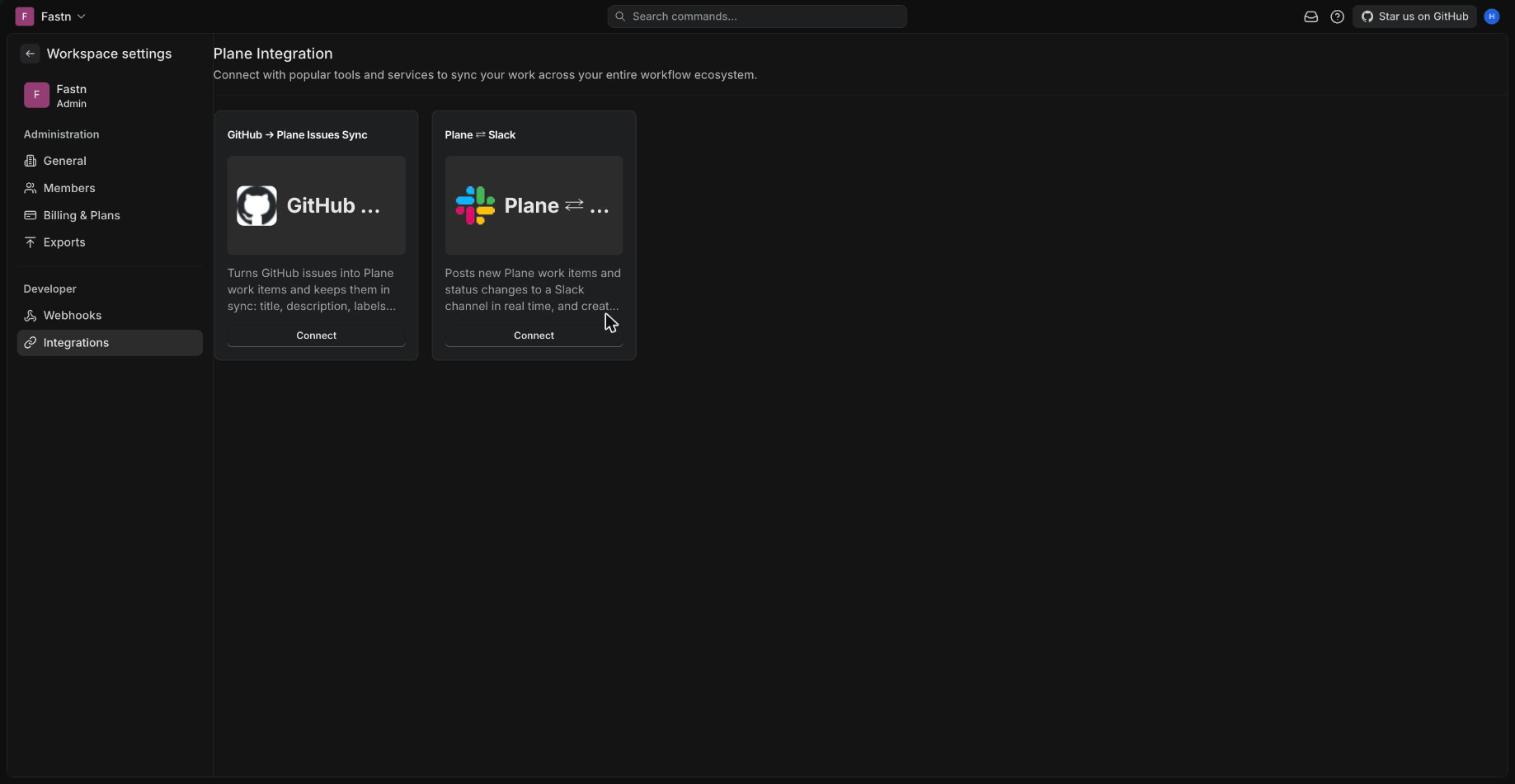 F Fastn
Search commands...
Star us on GitHub
H
Workspace settings
F
Fastn
Admin
Administration
General
Members
Billing & Plans
Exports
Developer
Webhooks
Integrations
Plane Integration
Connect with popular tools and services to sync your work across your entire workflow ecosystem.
GitHub → Plane Issues Sync
GitHub ...
Turns GitHub issues into Plane
work items and keeps them in
sync: title, description, labels...
Connect
Plane ⇄ Slack
Plane ⇄ ...
Posts new Plane work items and
status changes to a Slack
channel in real time, and creat...
Connect